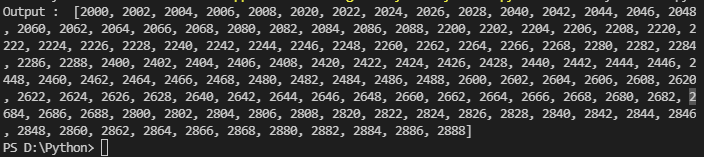 Output :  [2000, 2002, 2004, 2006, 2008, 2020, 2022, 2024, 2026, 2028, 2040, 2042, 2044, 2046, 2048
, 2060, 2062, 2064, 2066, 2068, 2080, 2082, 2084, 2086, 2088, 2200, 2202, 2204, 2206, 2208, 2220, 2
222, 2224, 2226, 2228, 2240, 2242, 2244, 2246, 2248, 2260, 2262, 2264, 2266, 2268, 2280, 2282, 2284
, 2286, 2288, 2400, 2402, 2404, 2406, 2408, 2420, 2422, 2424, 2426, 2428, 2440, 2442, 2444, 2446, 2
448, 2460, 2462, 2464, 2466, 2468, 2480, 2482, 2484, 2486, 2488, 2600, 2602, 2604, 2606, 2608, 2620
, 2622, 2624, 2626, 2628, 2640, 2642, 2644, 2646, 2648, 2660, 2662, 2664, 2666, 2668, 2680, 2682, 2
684, 2686, 2688, 2800, 2802, 2804, 2806, 2808, 2820, 2822, 2824, 2826, 2828, 2840, 2842, 2844, 2846
, 2848, 2860, 2862, 2864, 2866, 2868, 2880, 2882, 2884, 2886, 2888]
PS D:\Python>